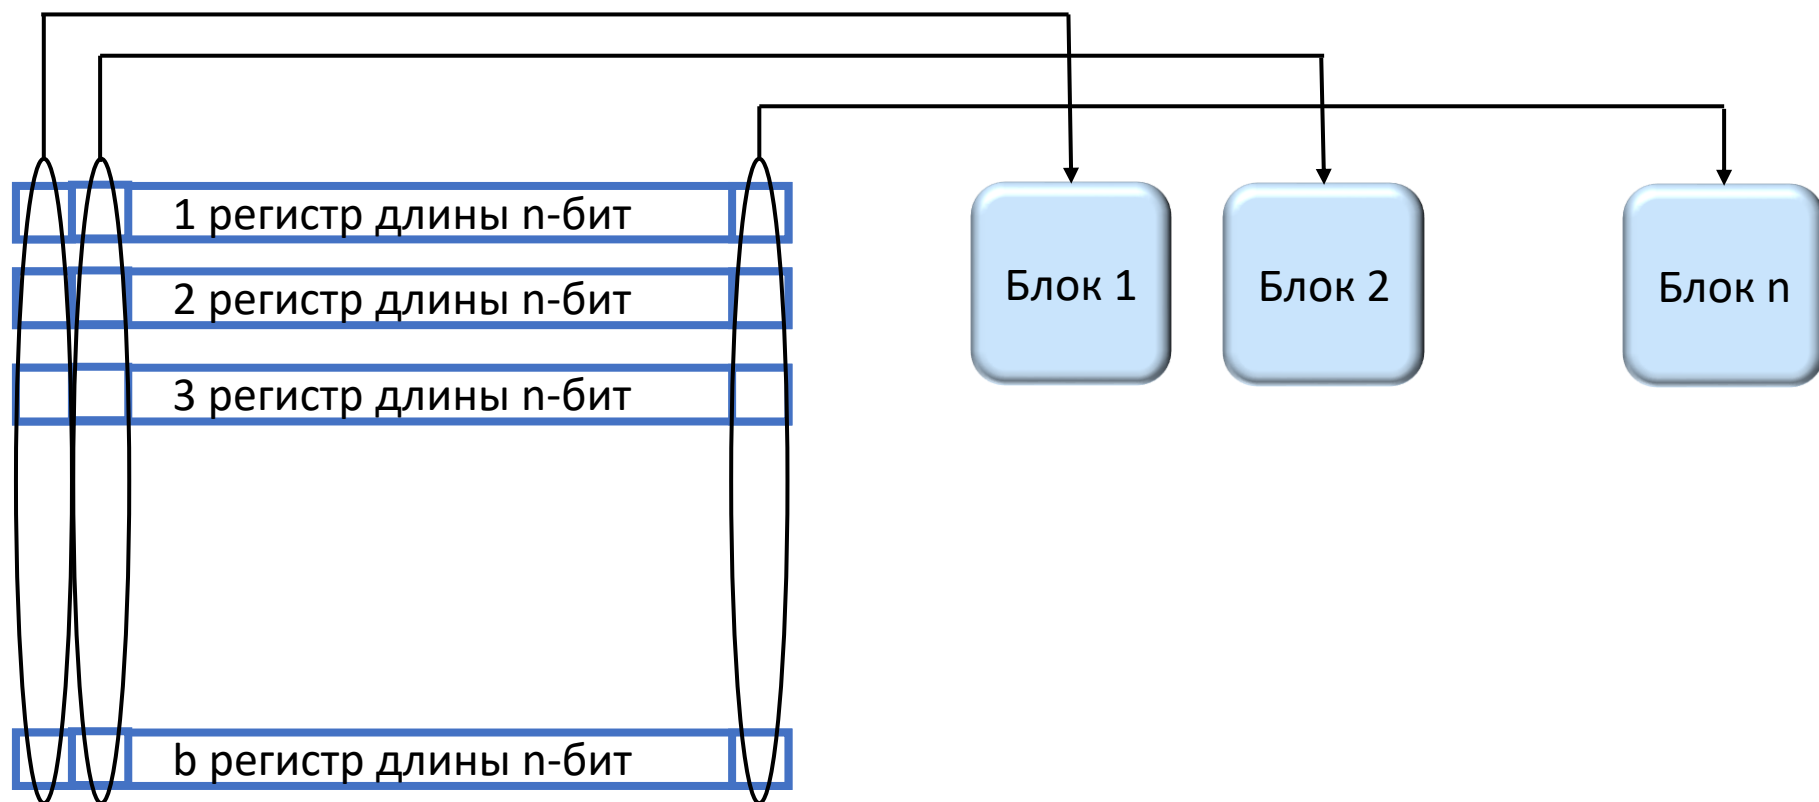 1 регистр длины n-бит
2 регистр длины n-бит
3 регистр длины n-бит
b регистр длины n-бит
Блок 1
Блок 2
Блок n